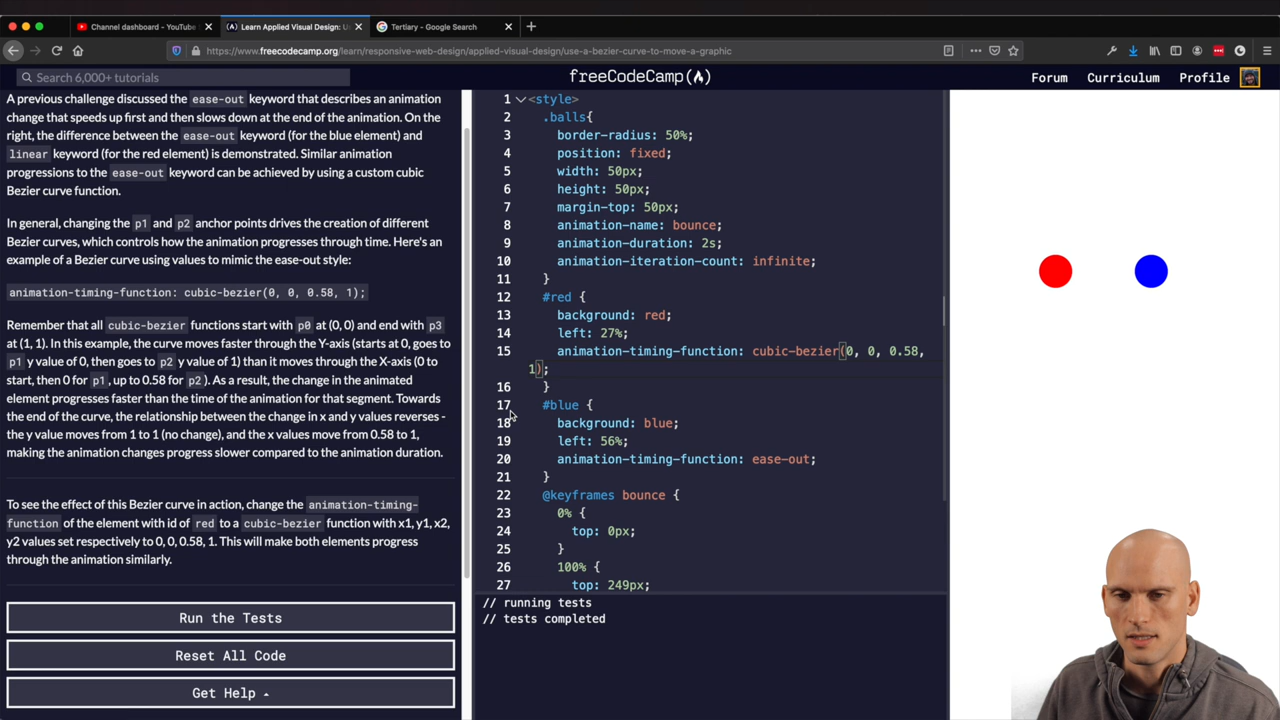 Channel dashboard - YouTube S
Learn Applied Visual Design: Us
Tertiary - Google Search
https://www.freecodecamp.org/learn/responsive-web-design/applied-visual-design/use-a-bezier-curve-to-move-a-graphic
Search 6,000+ tutorials
freeCodeCamp
Forum
Curriculum
Profile
A previous challenge discussed the ease-out keyword that describes an animation
change that speeds up first and then slows down at the end of the animation. On the
right, the difference between the ease-out keyword (for the blue element) and
linear keyword (for the red element) is demonstrated. Similar animation
progressions to the ease-out keyword can be achieved by using a custom cubic
Bezier curve function.
In general, changing the p1 and p2 anchor points drives the creation of different
Bezier curves, which controls how the animation progresses through time. Here's an
example of a Bezier curve using values to mimic the ease-out style:
animation-timing-function: cubic-bezier(0, 0, 0.58, 1);
Remember that all cubic-bezier functions start with p0 at (0, 0) and end with p3
at (1, 1). In this example, the curve moves faster through the Y-axis (starts at 0, goes to
p1 y value of 0, then goes to p2 y value of 1) than it moves through the X-axis (0 to
start, then 0 for p1, up to 0.58 for p2). As a result, the change in the animated
element progresses faster than the time of the animation for that segment. Towards
the end of the curve, the relationship between the change in x and y values reverses -
the y value moves from 1 to 1 (no change), and the x values move from 0.58 to 1,
making the animation changes progress slower compared to the animation duration.
To see the effect of this Bezier curve in action, change the animation-timing-
function of the element with id of red to a cubic-bezier function with x1, y1, x2,
y2 values set respectively to 0, 0, 0.58, 1. This will make both elements progress
through the animation similarly.
Run the Tests
Reset All Code
Get Help
1 <style>
2 .balls{
3 border-radius: 50%;
4 position: fixed;
5 width: 50px;
6 height: 50px;
7 margin-top: 50px;
8 animation-name: bounce;
9 animation-duration: 2s;
10 animation-iteration-count: infinite;
11 }
12 #red {
13 background: red;
14 left: 27%;
15 animation-timing-function: cubic-bezier(0, 0, 0.58,
1);
16 }
17 #blue {
18 background: blue;
19 left: 56%;
20 animation-timing-function: ease-out;
21 }
22 @keyframes bounce {
23 0% {
24 top: 0px;
25 }
26 100% {
27 top: 249px;
// running tests
// tests completed